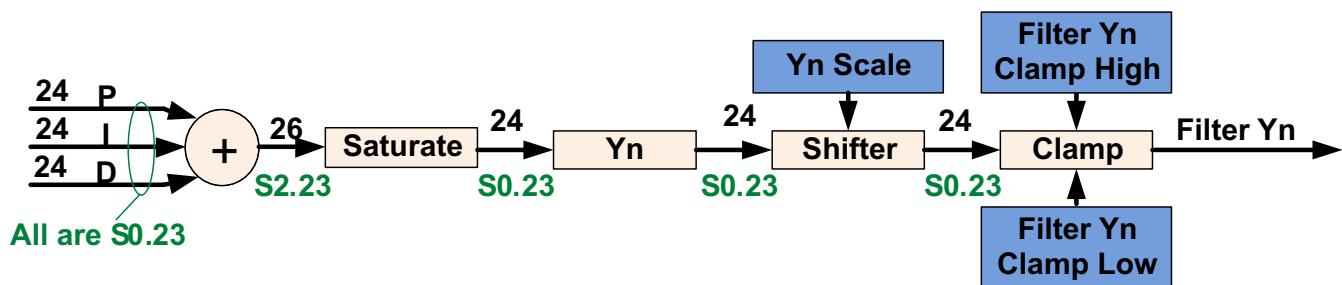 24 P
24 I
24 D
All are S0.23
+
26
S2.23
Saturate
24
S0.23
Yn
24
S0.23
Yn Scale
Shifter
24
S0.23
Filter Yn
Clamp High
Clamp
Filter Yn
Clamp Low
Filter Yn